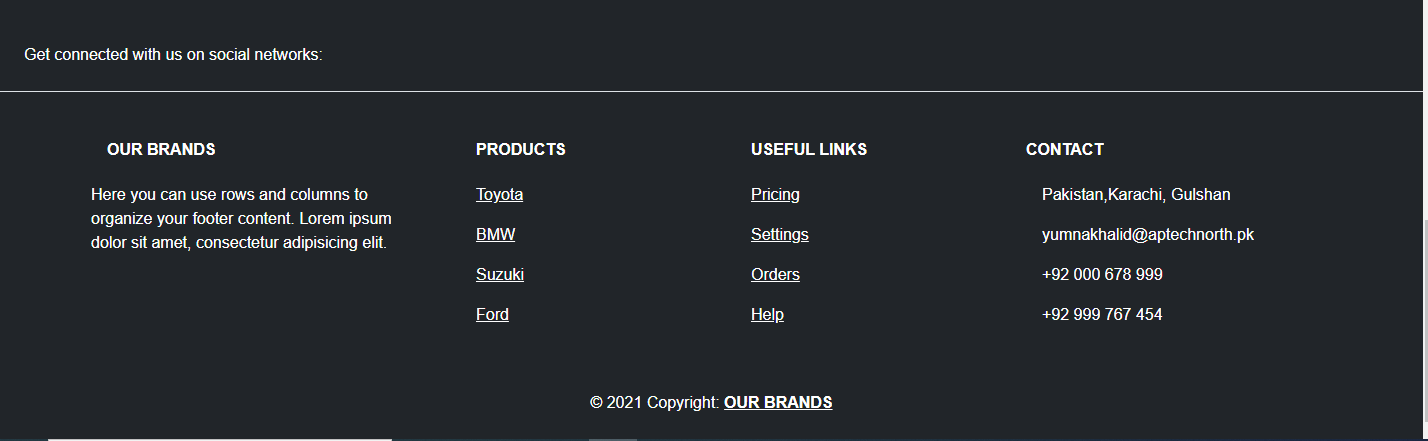 Get connected with us on social networks:
OUR BRANDS
Here you can use rows and columns to
organize your footer content. Lorem ipsum
dolor sit amet, consectetur adipisicing elit.
PRODUCTS
Toyota
BMW
Suzuki
Ford
USEFUL LINKS
Pricing
Settings
Orders
Help
CONTACT
Pakistan,Karachi, Gulshan
yumnakhalid@aptechnorth.pk
+92 000 678 999
+92 999 767 454
© 2021 Copyright: OUR BRANDS